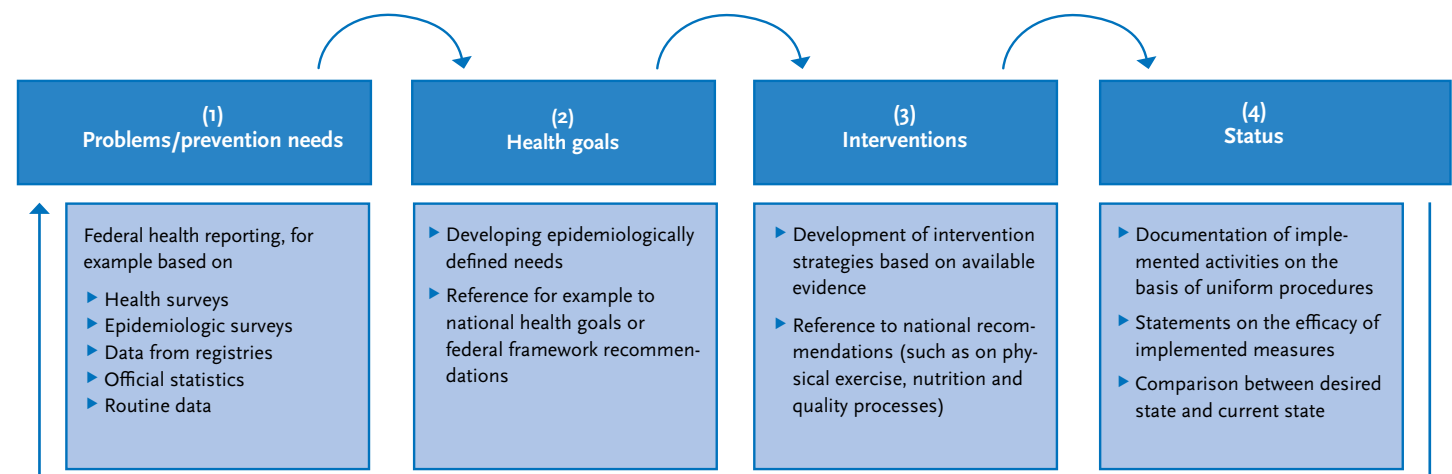 (1)
Problems/prevention needs
(2)
Health goals
(3)
Interventions
(4)
Status
Federal health reporting, for
example based on
▶ Health surveys
▶ Epidemiologic surveys
▶ Data from registries
▶ Official statistics
▶ Routine data
▶ Developing epidemiologically
defined needs
▶ Reference for example to
national health goals or
federal framework recommen-
dations
▶ Development of intervention
strategies based on available
evidence
▶ Reference to national recom-
mendations (such as on phy-
sical exercise, nutrition and
quality processes)
▶ Documentation of imple-
mented activities on the
basis of uniform procedures
▶ Statements on the efficacy of
implemented measures
▶ Comparison between desired
state and current state